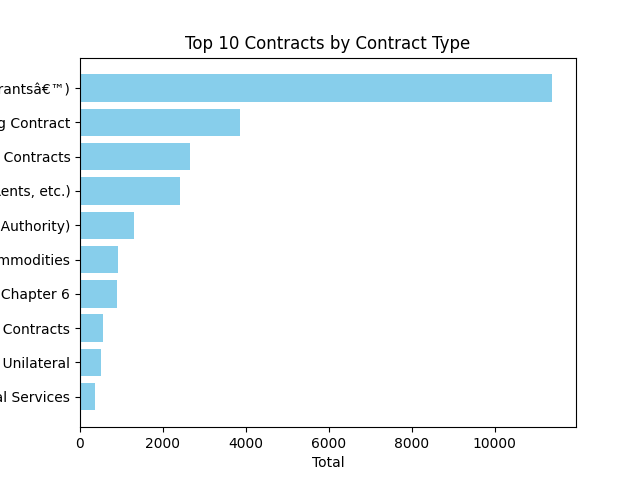 Top 10 Contracts by Contract Type
rantsâ€™)
g Contract
Contracts
ents, etc.)
Authority)
mmodities
Chapter 6
Contracts
Unilateral
al Services
0 2000 4000 6000 8000 10000
Total